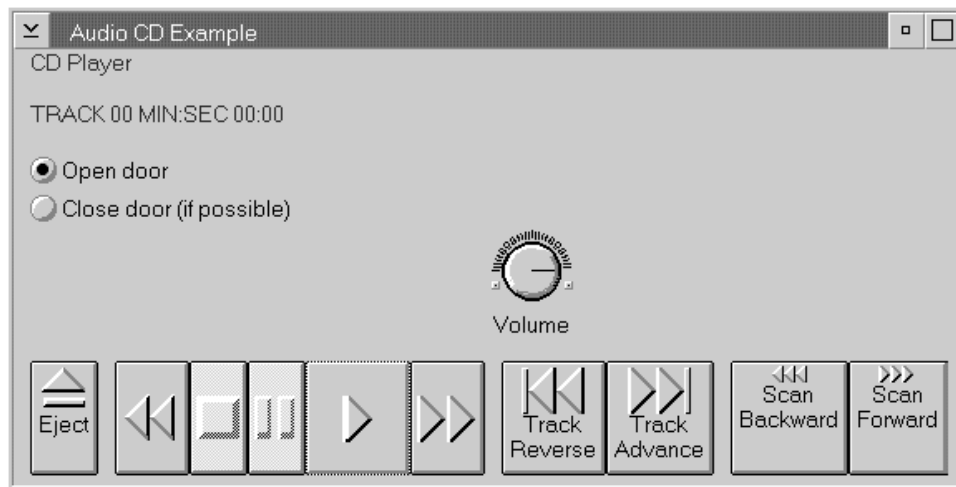 Audio CD Example
CD Player
TRACK 00 MIN:SEC 00:00
Open door
Close door (if possible)
Volume
Eject
Track
Reverse
Track
Advance
Scan
Backward
Scan
Forward